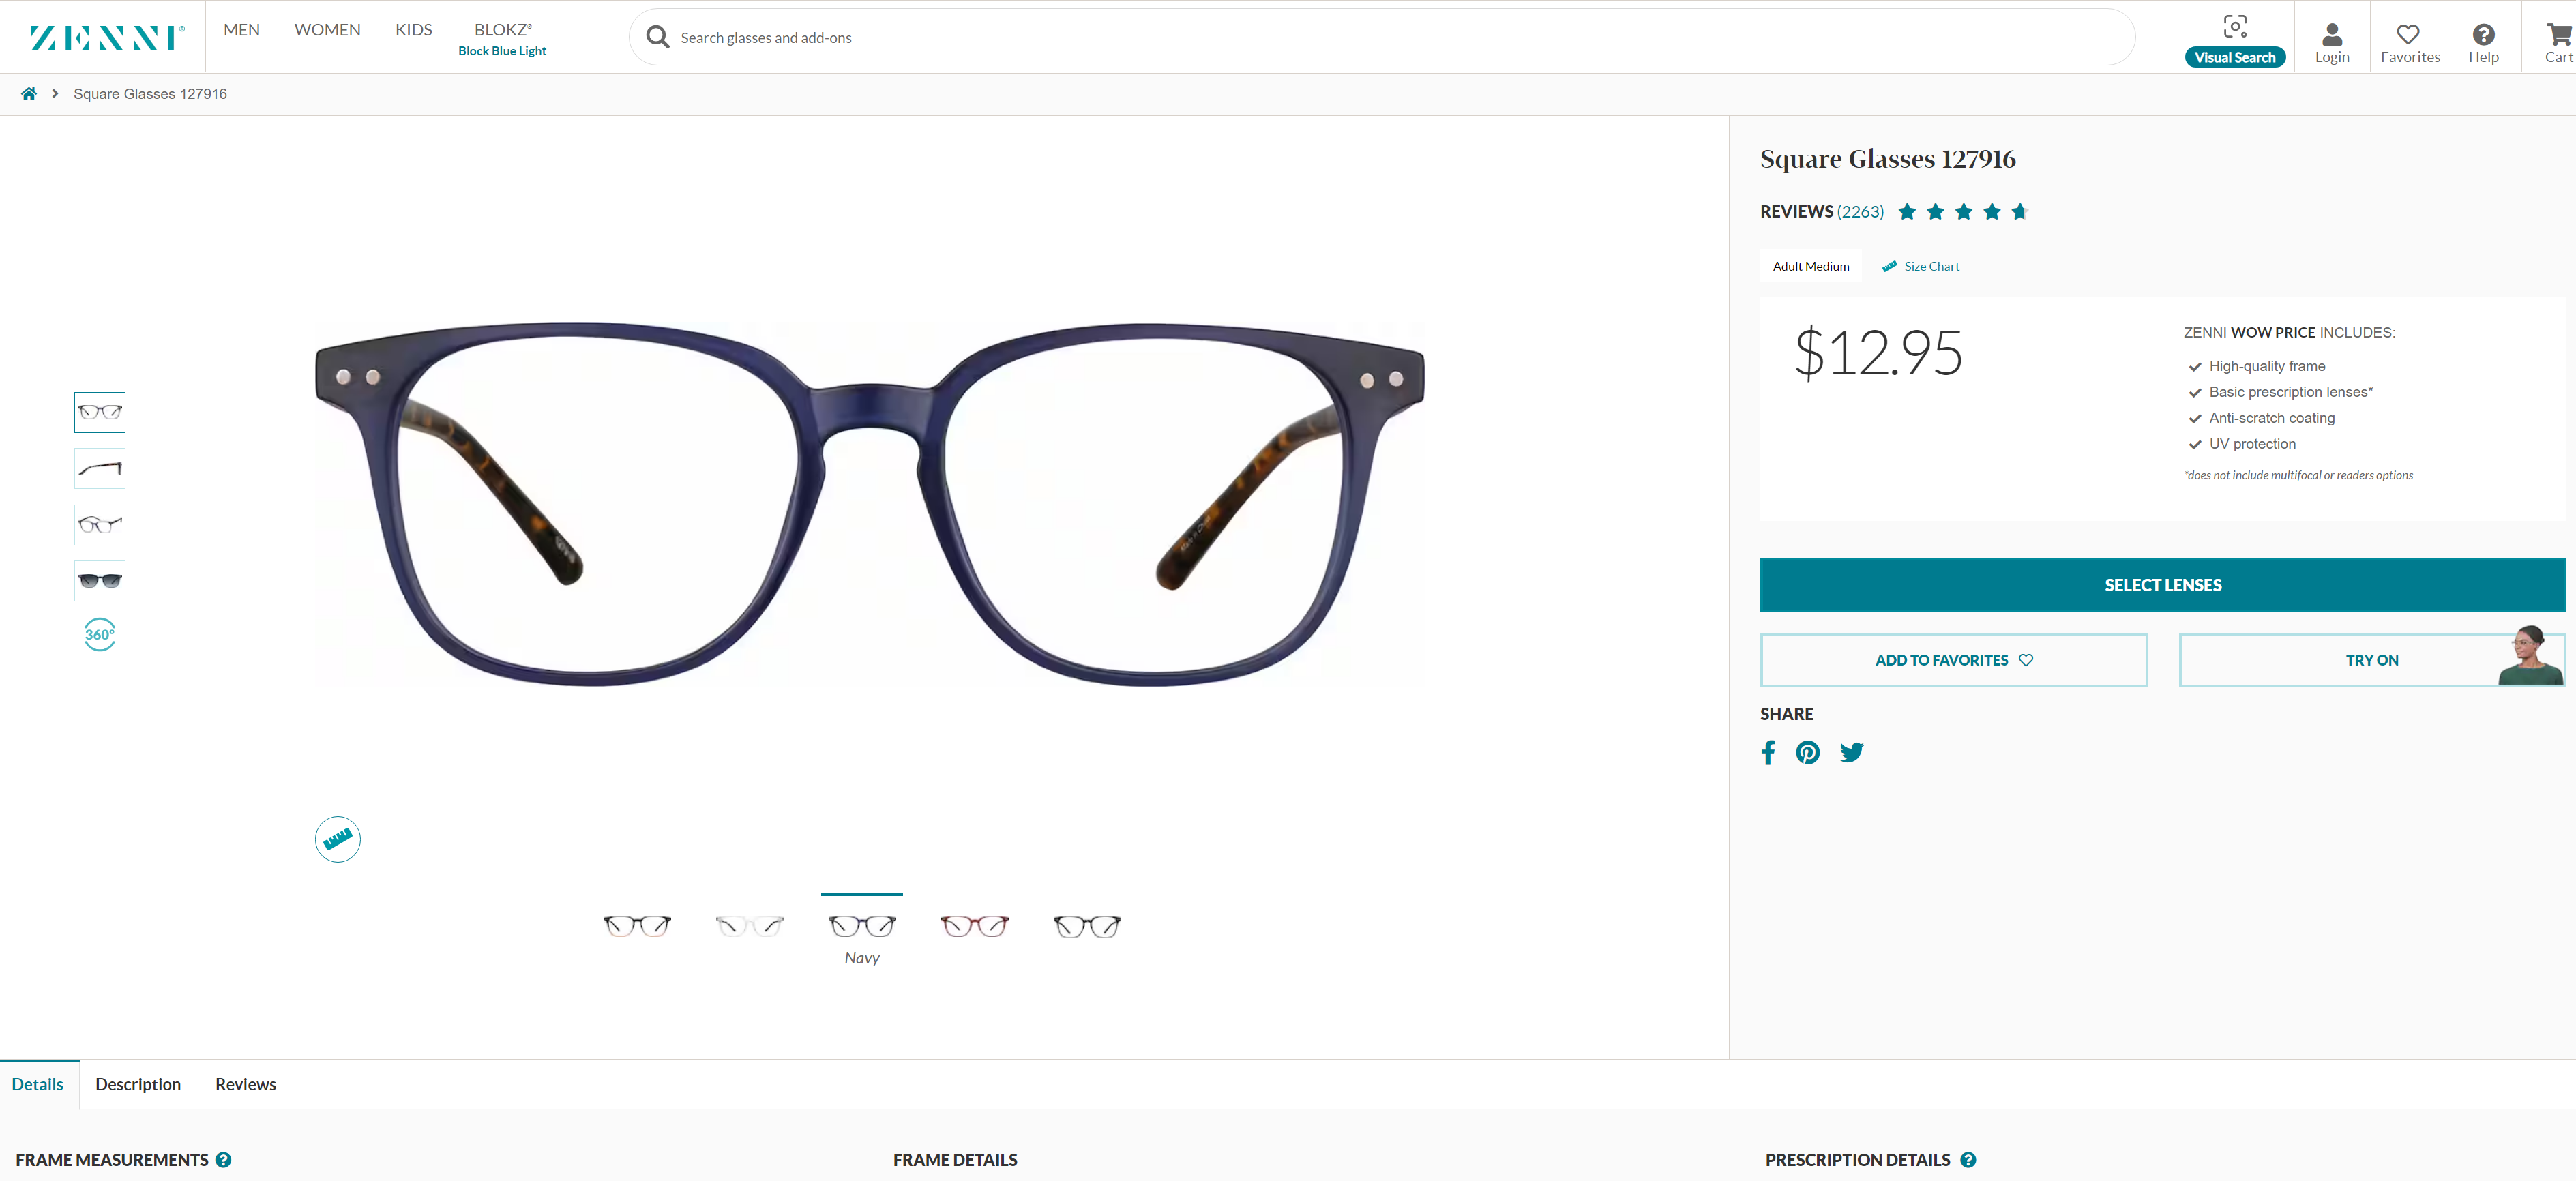 ZENNI®
MEN
WOMEN
KIDS
BLOKZ®
Block Blue Light
Search glasses and add-ons
Visual Search
Login
Favorites
Help
Cart
Square Glasses 127916
Square Glasses 127916
REVIEWS (2263)
Adult Medium
Size Chart
$12.95
ZENNI WOW PRICE INCLUDES:
High-quality frame
Basic prescription lenses*
Anti-scratch coating
UV protection
*does not include multifocal or readers options
SELECT LENSES
ADD TO FAVORITES
TRY ON
SHARE
360°
Navy
Details
Description
Reviews
FRAME MEASUREMENTS ?
FRAME DETAILS
PRESCRIPTION DETAILS ?